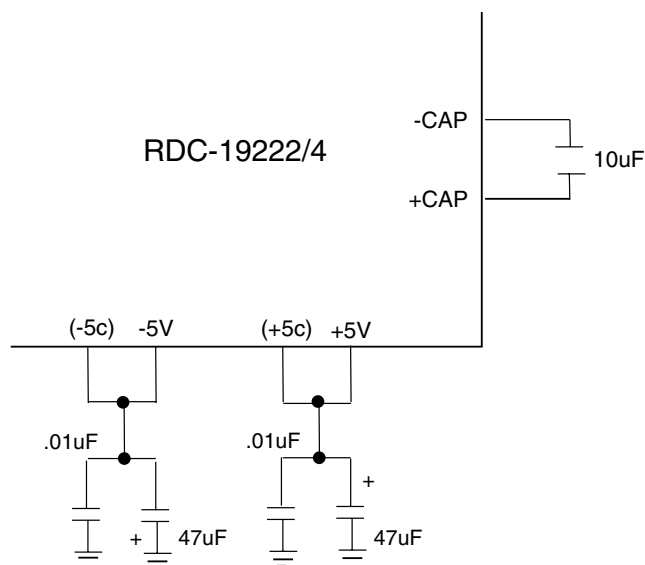 -CAP
RDC-19222/4
10uF
+CAP
(-5c) -5V (+5c) +5V
.01uF .01uF
+
+ 47uF 47uF